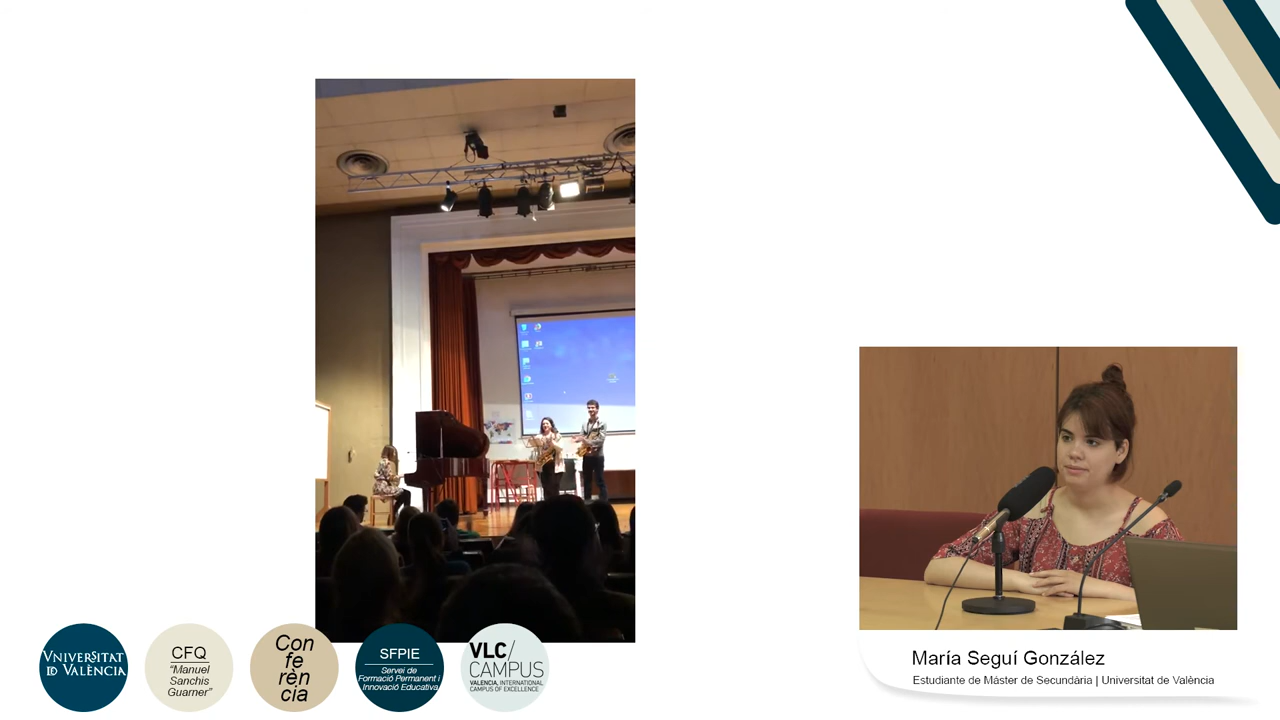 VNIVERSITAT
ID VALÈNCIA
CFQ
"Manuel
Sanchis
Guarner"
Con
fe
rèn
cia
SFPIE
Servei de
Formació Permanent i
Innovació Educativa
VLC/
CAMPUS
VALENCIA, INTERNATIONAL
CAMPUS OF EXCELLENCE
María Seguí González
Estudiante de Máster de Secundària | Universitat de València